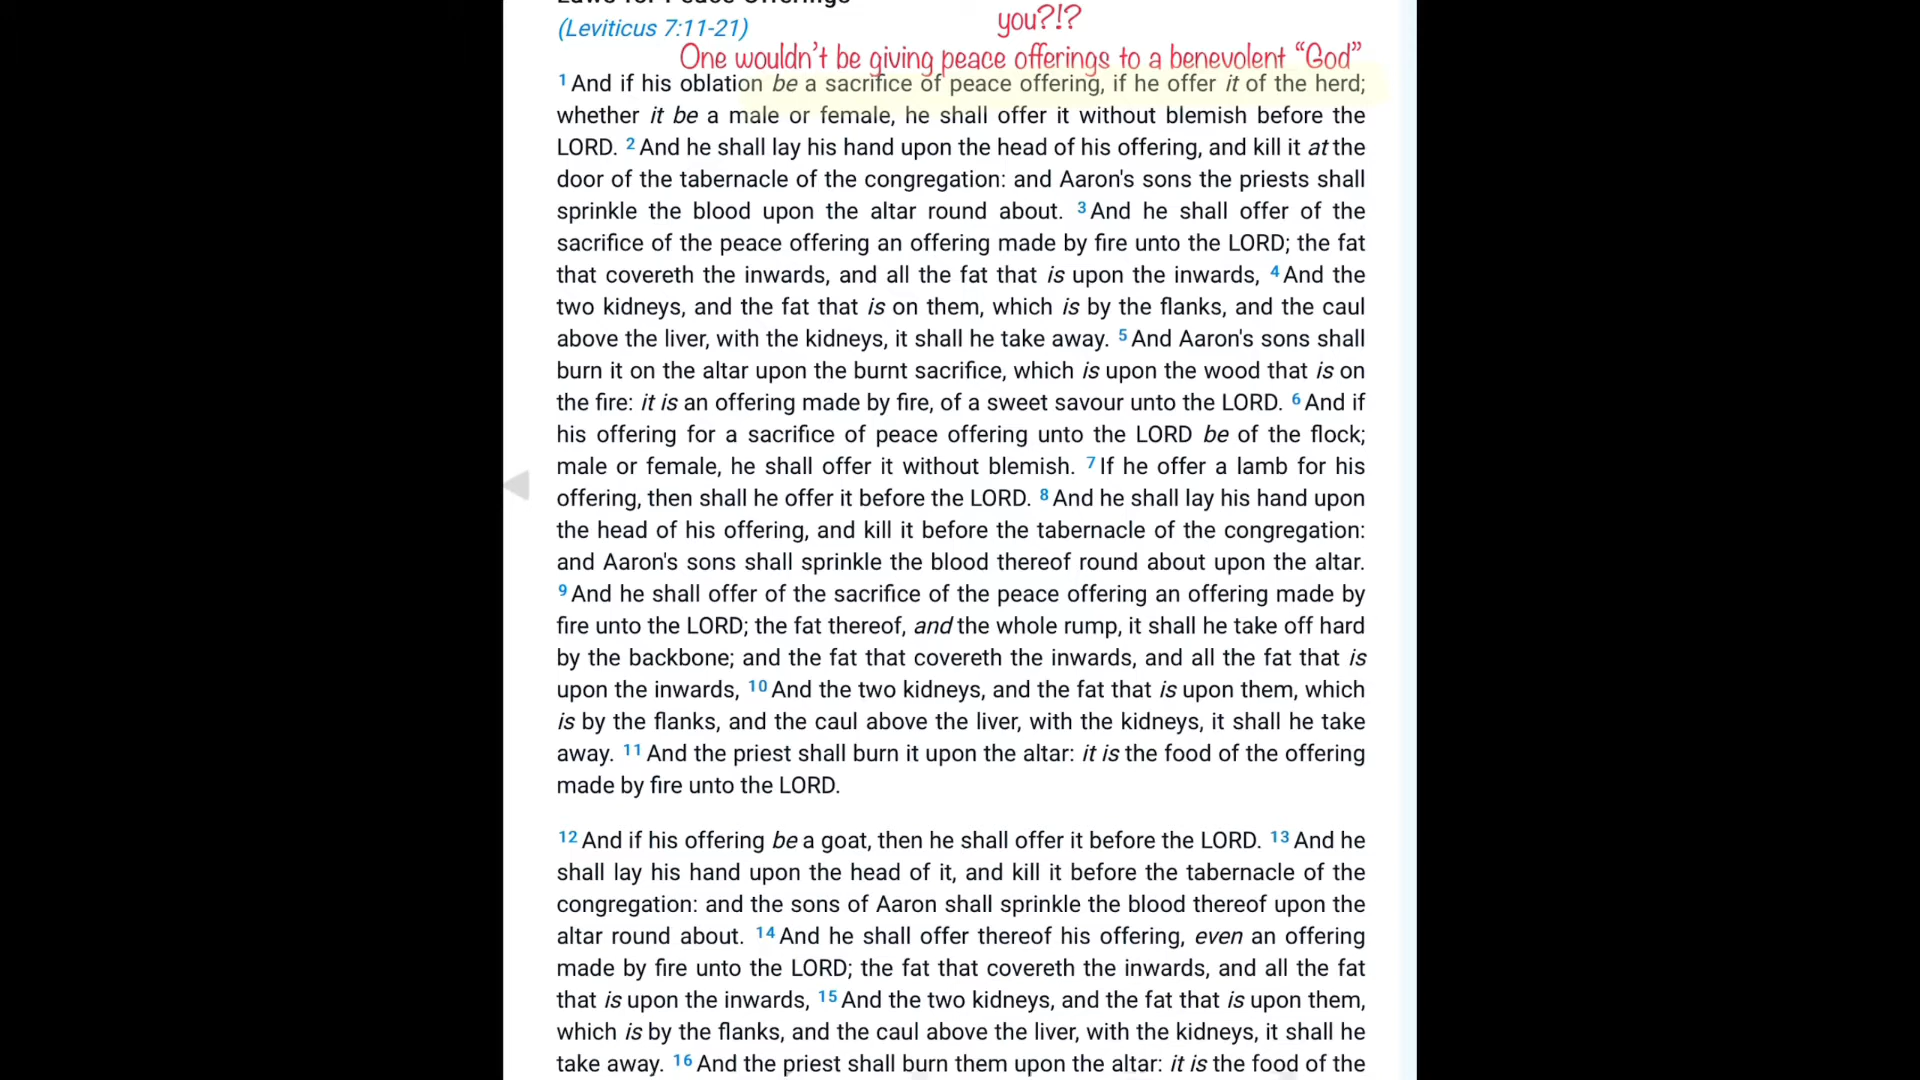 Laws for Peace Offerings
(Leviticus 7:11-21)
you?!?
One wouldn't be giving peace offerings to a benevolent “God”
1 And if his oblation be a sacrifice of peace offering, if he offer it of the herd;
whether it be a male or female, he shall offer it without blemish before the
LORD. 2 And he shall lay his hand upon the head of his offering, and kill it at the
door of the tabernacle of the congregation: and Aaron's sons the priests shall
sprinkle the blood upon the altar round about. 3 And he shall offer of the
sacrifice of the peace offering an offering made by fire unto the LORD; the fat
that covereth the inwards, and all the fat that is upon the inwards, 4 And the
two kidneys, and the fat that is on them, which is by the flanks, and the caul
above the liver, with the kidneys, it shall he take away. 5 And Aaron's sons shall
burn it on the altar upon the burnt sacrifice, which is upon the wood that is on
the fire: it is an offering made by fire, of a sweet savour unto the LORD. 6 And if
his offering for a sacrifice of peace offering unto the LORD be of the flock;
male or female, he shall offer it without blemish. 7 If he offer a lamb for his
offering, then shall he offer it before the LORD. 8 And he shall lay his hand upon
the head of his offering, and kill it before the tabernacle of the congregation:
and Aaron's sons shall sprinkle the blood thereof round about upon the altar.
9 And he shall offer of the sacrifice of the peace offering an offering made by
fire unto the LORD; the fat thereof, and the whole rump, it shall he take off hard
by the backbone; and the fat that covereth the inwards, and all the fat that is
upon the inwards, 10 And the two kidneys, and the fat that is upon them, which
is by the flanks, and the caul above the liver, with the kidneys, it shall he take
away. 11 And the priest shall burn it upon the altar: it is the food of the offering
made by fire unto the LORD.
12 And if his offering be a goat, then he shall offer it before the LORD. 13 And he
shall lay his hand upon the head of it, and kill it before the tabernacle of the
congregation: and the sons of Aaron shall sprinkle the blood thereof upon the
altar round about. 14 And he shall offer thereof his offering, even an offering
made by fire unto the LORD; the fat that covereth the inwards, and all the fat
that is upon the inwards, 15 And the two kidneys, and the fat that is upon them,
which is by the flanks, and the caul above the liver, with the kidneys, it shall he
take away. 16 And the priest shall burn them upon the altar: it is the food of the